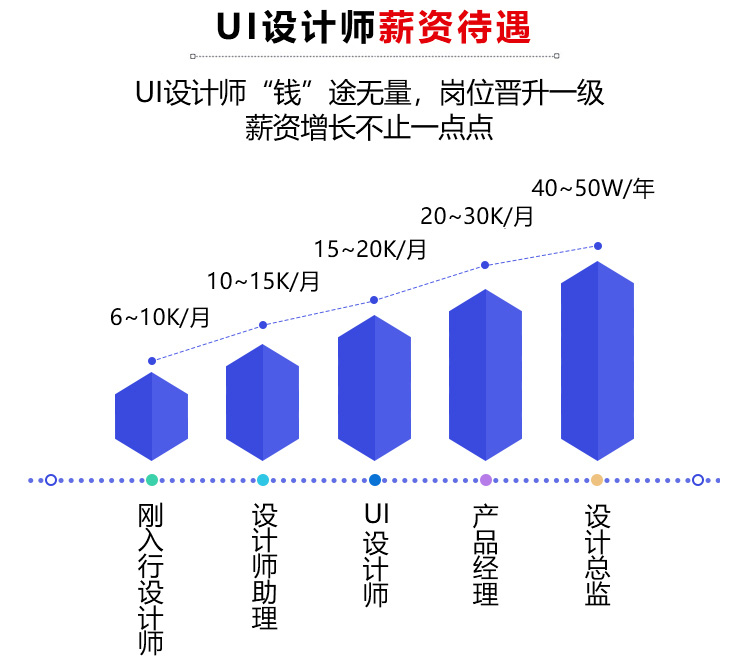 UI设计师薪资待遇
UI设计师“钱”途无量，岗位晋升一级
薪资增长不止一点点
40~50W/年
20~30K/月
15~20K/月
10~15K/月
6~10K/月
刚入行设计师
设计师助理
UI设计师
产品经理
设计总监